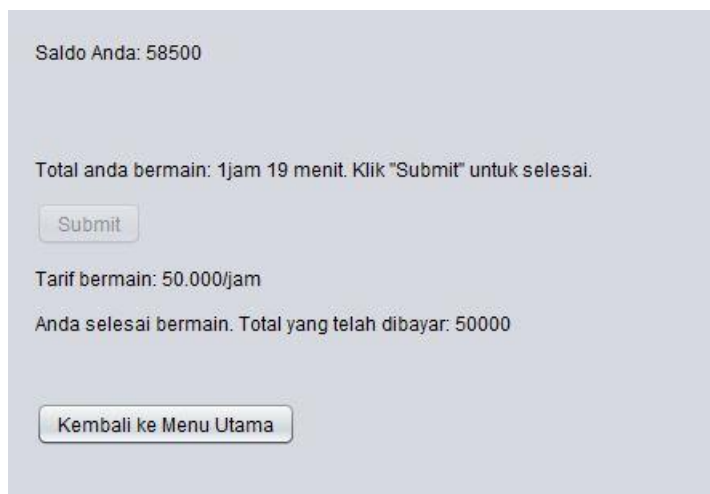 Saldo Anda: 58500
Total anda bermain: 1jam 19 menit. Klik "Submit" untuk selesai.
Submit
Tarif bermain: 50.000/jam
Anda selesai bermain. Total yang telah dibayar: 50000
Kembali ke Menu Utama